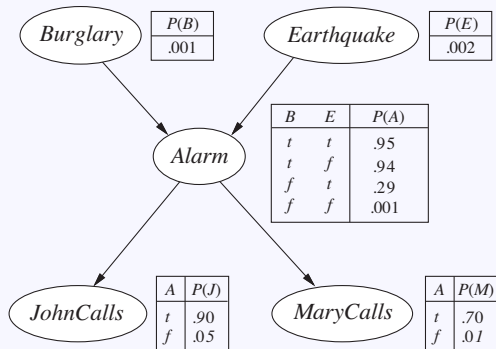 Burglary
P(B)
.001
Earthquake
P(E)
.002
Alarm
B E P(A)
t t .95
t f .94
f t .29
f f .001
JohnCalls
A P(J)
t .90
f .05
MaryCalls
A P(M)
t .70
f .01